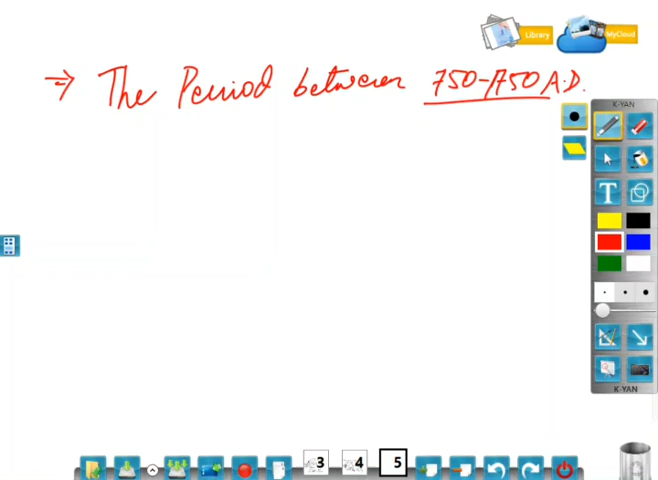 Library
MyCloud
⇒ The Period between 750-1750 A.D.
K-YAN
T
K-YAN
3
4
5